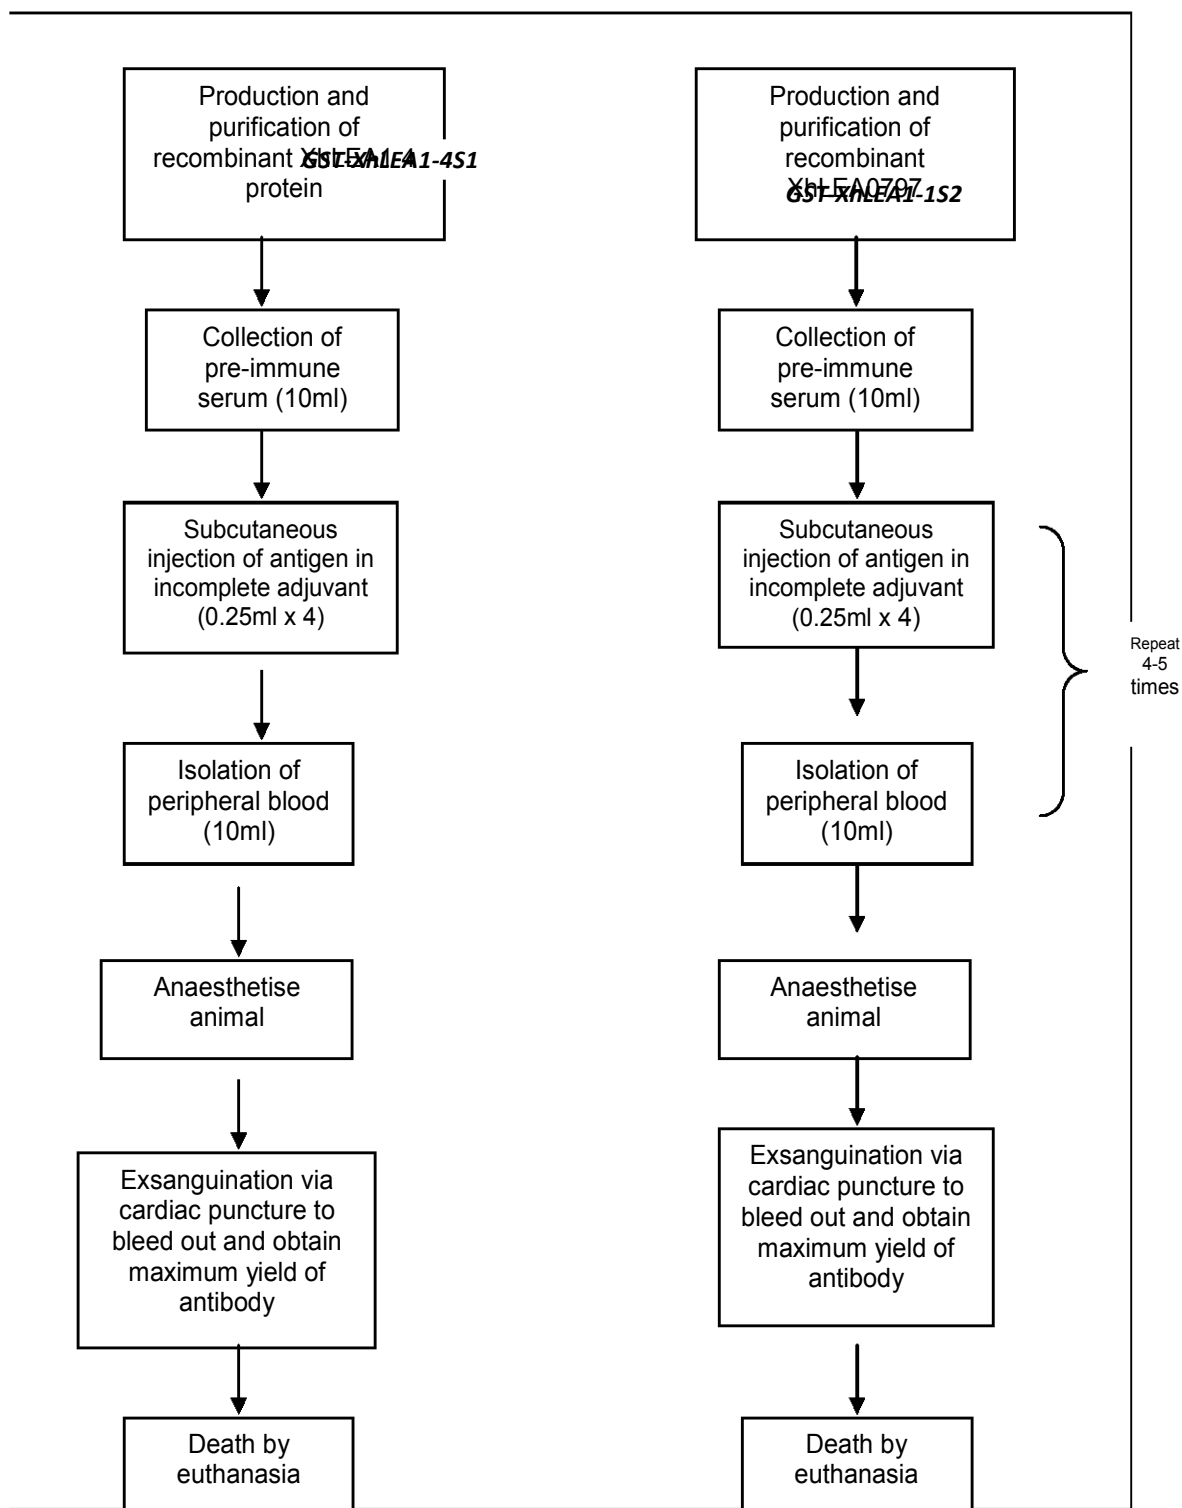 Production and
purification of
recombinant XhLEA1-4
GST-XhLEA1-4S1
protein
Collection of
pre-immune
serum (10ml)
Subcutaneous
injection of antigen in
incomplete adjuvant
(0.25ml x 4)
Isolation of
peripheral blood
(10ml)
Anaesthetise
animal
Exsanguination via
cardiac puncture to
bleed out and obtain
maximum yield of
antibody
Death by
euthanasia
Production and
purification of
recombinant
XhLEA0797
GST-XhLEA1-1S2
Collection of
pre-immune
serum (10ml)
Subcutaneous
injection of antigen in
incomplete adjuvant
(0.25ml x 4)
Isolation of
peripheral blood
(10ml)
Anaesthetise
animal
Exsanguination via
cardiac puncture to
bleed out and obtain
maximum yield of
antibody
Death by
euthanasia
Repeat
4-5
times